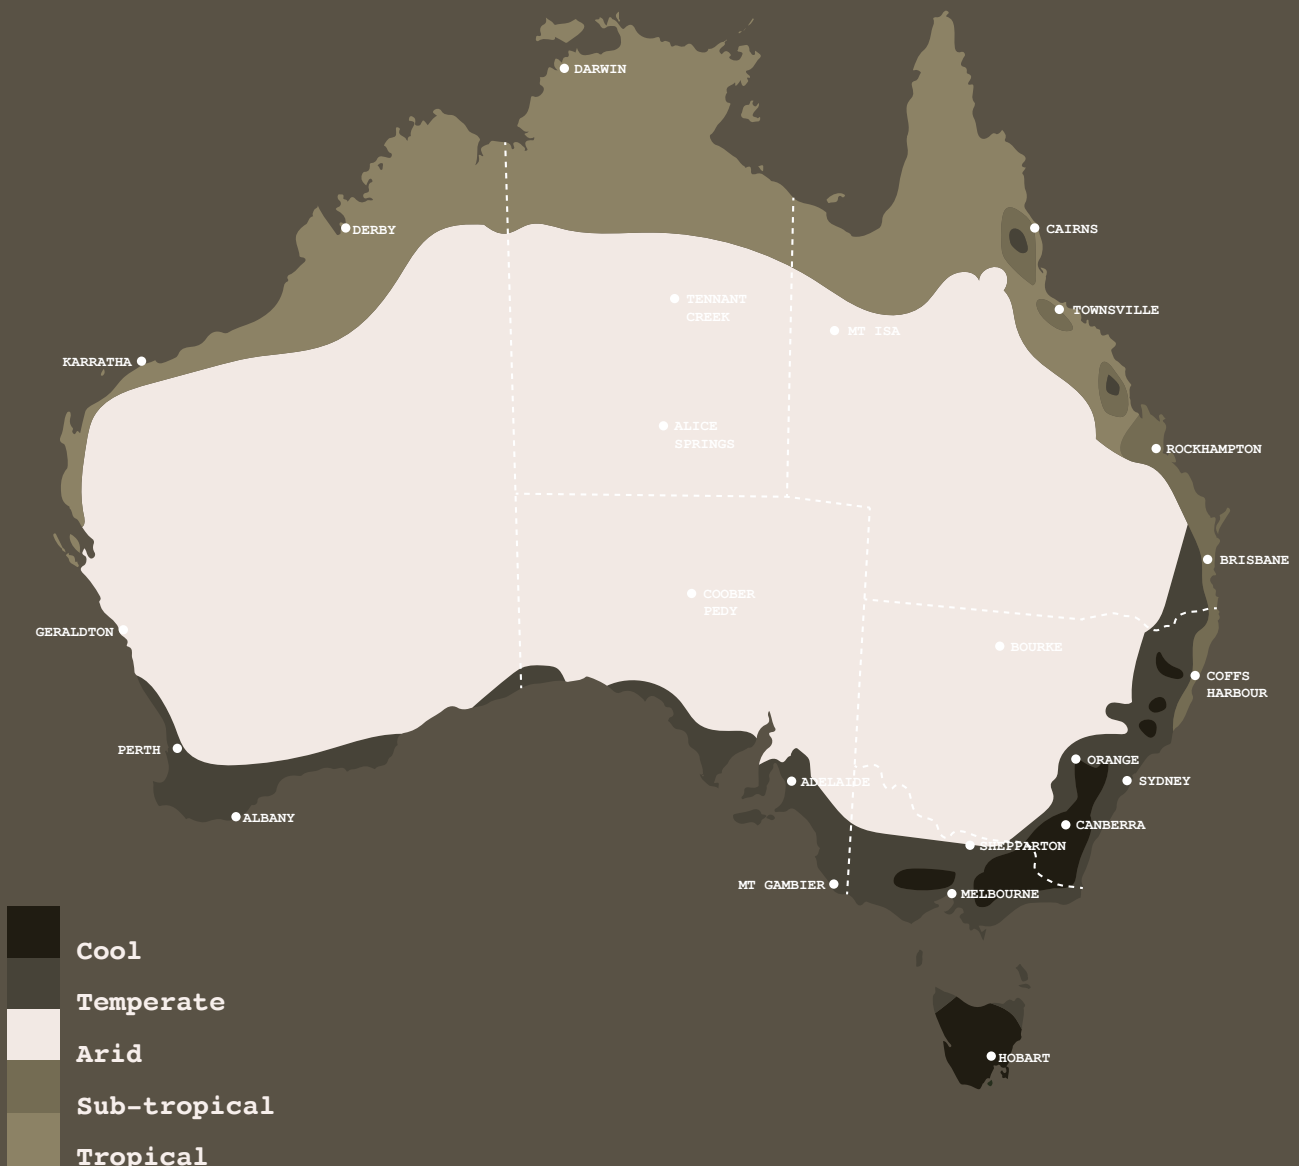 DARWIN
DERBY
CAIRNS
TENNANT
CREEK
TOWNSVILLE
MT ISA
KARRATHA
ALICE
SPRINGS
ROCKHAMPTON
BRISBANE
COOBER
PEDY
GERALDTON
BOURKE
COFFS
HARBOUR
PERTH
ORANGE
ADELAIDE
SYDNEY
ALBANY
CANBERRA
SHEPPARTON
MT GAMBIER
MELBOURNE
Cool
Temperate
Arid
HOBART
Sub-tropical
Tropical